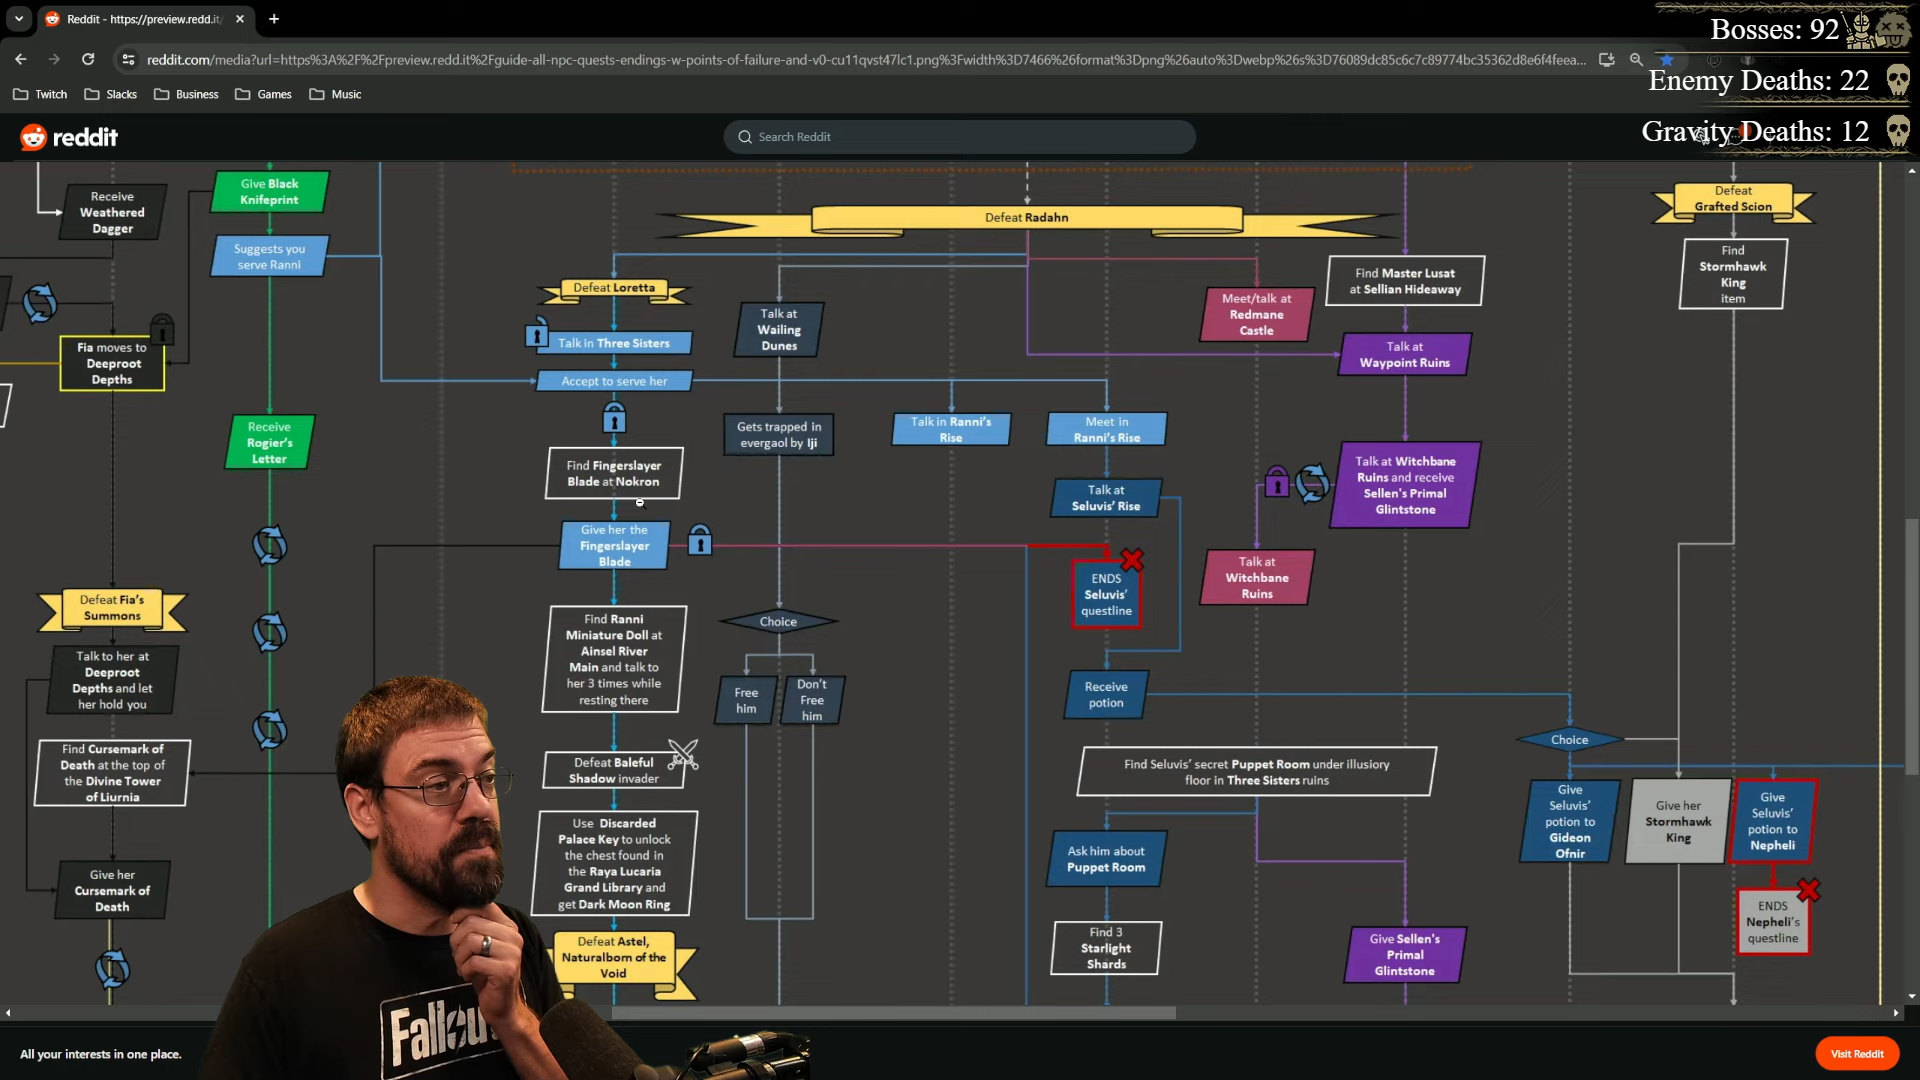 Reddit - https://preview.redd.it/
reddit.com/media?url=https%3A%2F%2Fpreview.redd.it%2Fguide-all-npc-quests-endings-w-points-of-failure-and-v0-cu11qvst47lc1.png%3Fwidth%3D7466%26format%3Dpng%26auto%3Dwebp%26s%3D76089dc85c6c7c89774bc35362d8e6f4feea...
Twitch
Slacks
Business
Games
Music
Bosses: 92
Enemy Deaths: 22
Gravity Deaths: 12
reddit
Search Reddit
Receive
Weathered
Dagger
Give Black
Knifeprint
Suggests you
serve Ranni
Fia moves to
Deeproot
Depths
Receive
Rogier's
Letter
Defeat Fia's
Summons
Talk to her at
Deeproot
Depths and let
her hold you
Find Cursemark of
Death at the top of
the Divine Tower
of Liurnia
Give her
Cursemark of
Death
Defeat Radahn
Defeat Loretta
Talk in Three Sisters
Accept to serve her
Find Fingerslayer
Blade at Nokron
Give her the
Fingerslayer
Blade
Find Ranni
Miniature Doll at
Ainsel River
Main and talk to
her 3 times while
resting there
Defeat Baleful
Shadow invader
Use Discarded
Palace Key to unlock
the chest found in
the Raya Lucaria
Grand Library and
get Dark Moon Ring
Defeat Astel,
Naturalborn of the
Void
Talk at
Wailing
Dunes
Gets trapped in
evergaol by Iji
Choice
Free
him
Don't
Free
him
Talk in Ranni's
Rise
Meet in
Ranni's Rise
Talk at
Seluvis' Rise
ENDS
Seluvis'
questline
Receive
potion
Find Seluvis' secret Puppet Room under illusiory
floor in Three Sisters ruins
Ask him about
Puppet Room
Find 3
Starlight
Shards
Meet/talk at
Redmane
Castle
Find Master Lusat
at Sellian Hideaway
Talk at
Waypoint Ruins
Talk at Witchbane
Ruins and receive
Sellen's Primal
Glintstone
Talk at
Witchbane
Ruins
Give Sellen's
Primal
Glintstone
Defeat
Grafted Scion
Find
Stormhawk
King
item
Choice
Give
Seluvis'
potion to
Gideon
Ofnir
Give her
Stormhawk
King
Give
Seluvis'
potion to
Nepheli
ENDS
Nepheli's
questline
Fallout
All your interests in one place.
Visit Reddit